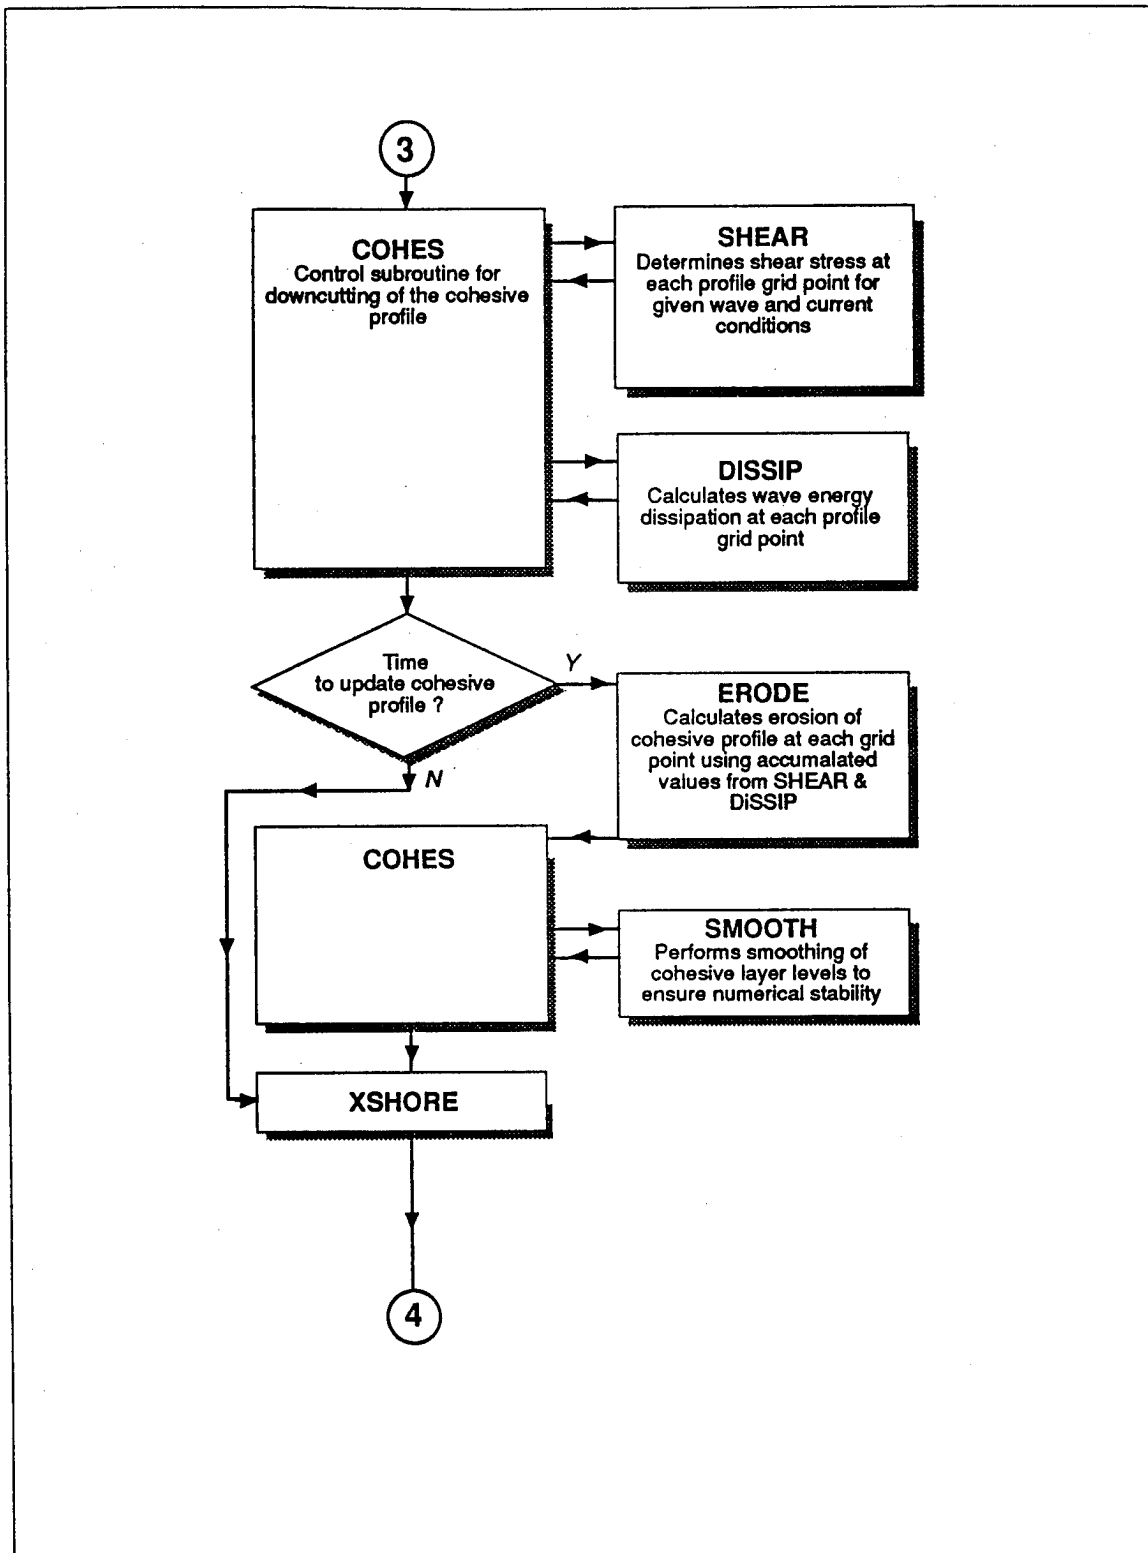 3
COHES
Control subroutine for
downcutting of the cohesive
profile
SHEAR
Determines shear stress at
each profile grid point for
given wave and current
conditions
DISSIP
Calculates wave energy
dissipation at each profile
grid point
Time
to update cohesive
profile ?
Y
N
ERODE
Calculates erosion of
cohesive profile at each grid
point using accumalated
values from SHEAR &
DiSSIP
COHES
SMOOTH
Performs smoothing of
cohesive layer levels to
ensure numerical stability
XSHORE
4